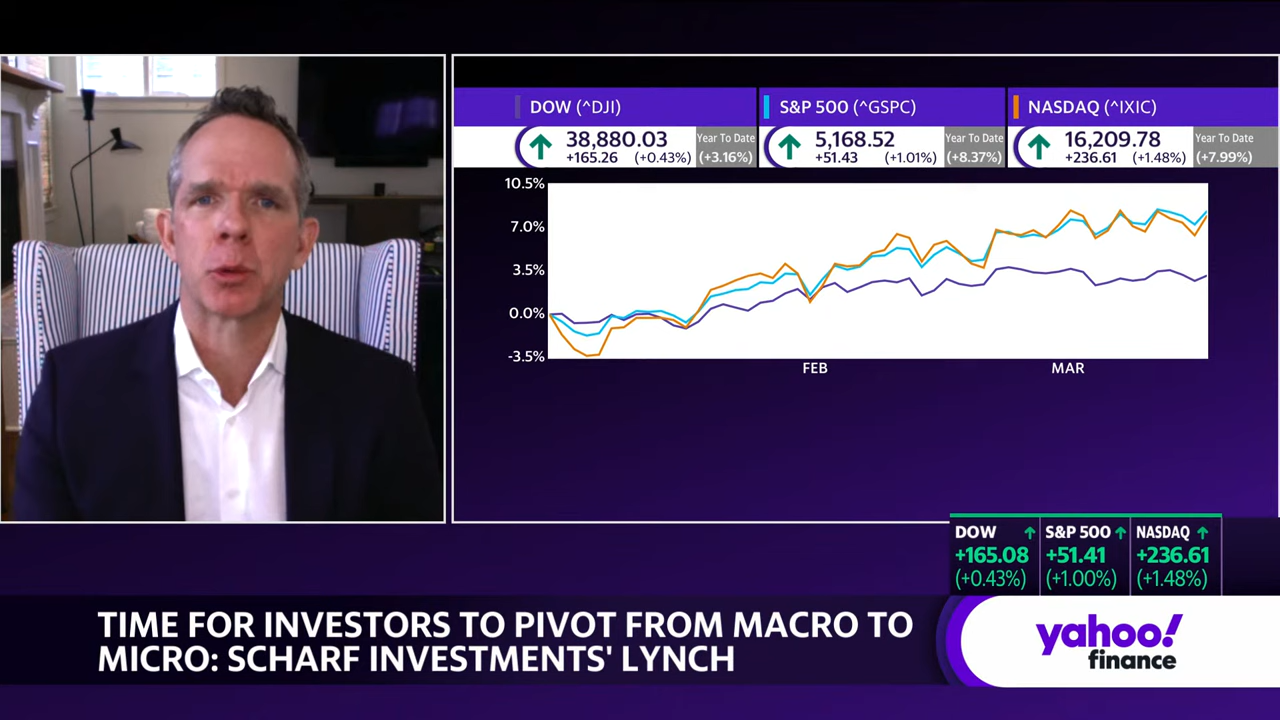 DOW (^DJI)
38,880.03
+165.26 (+0.43%)
Year To Date
(+3.16%)
S&P 500 (^GSPC)
5,168.52
+51.43 (+1.01%)
Year To Date
(+8.37%)
NASDAQ (^IXIC)
16,209.78
+236.61 (+1.48%)
Year To Date
(+7.99%)
10.5%
7.0%
3.5%
0.0%
-3.5%
FEB MAR
DOW
+165.08
(+0.43%)
S&P 500
+51.41
(+1.00%)
NASDAQ
+236.61
(+1.48%)
TIME FOR INVESTORS TO PIVOT FROM MACRO TO
MICRO: SCHARF INVESTMENTS' LYNCH
yahoo!
finance